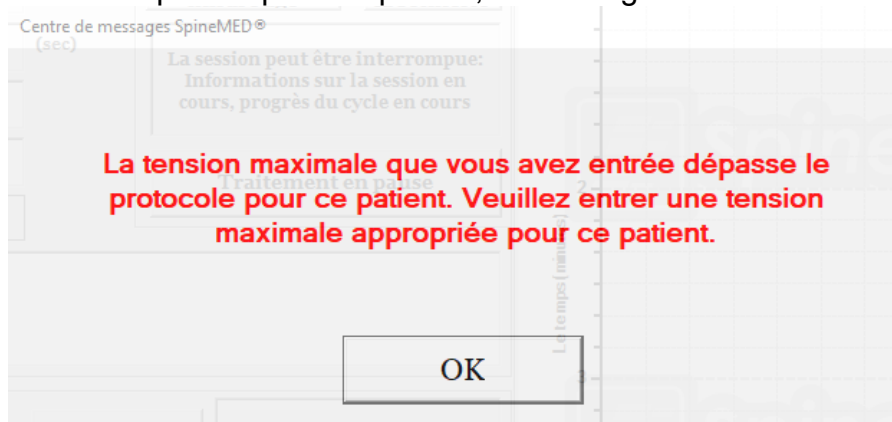 Centre de messages SpineMED®
(sec)
La session peut être interrompue:
Informations sur la session en
cours, progrès du cycle en cours
La tension maximale que vous avez entrée dépasse le
Traitement en pause
protocole pour ce patient. Veuillez entrer une tension
maximale appropriée pour ce patient.
2
Le temps (minutes)
OK
3